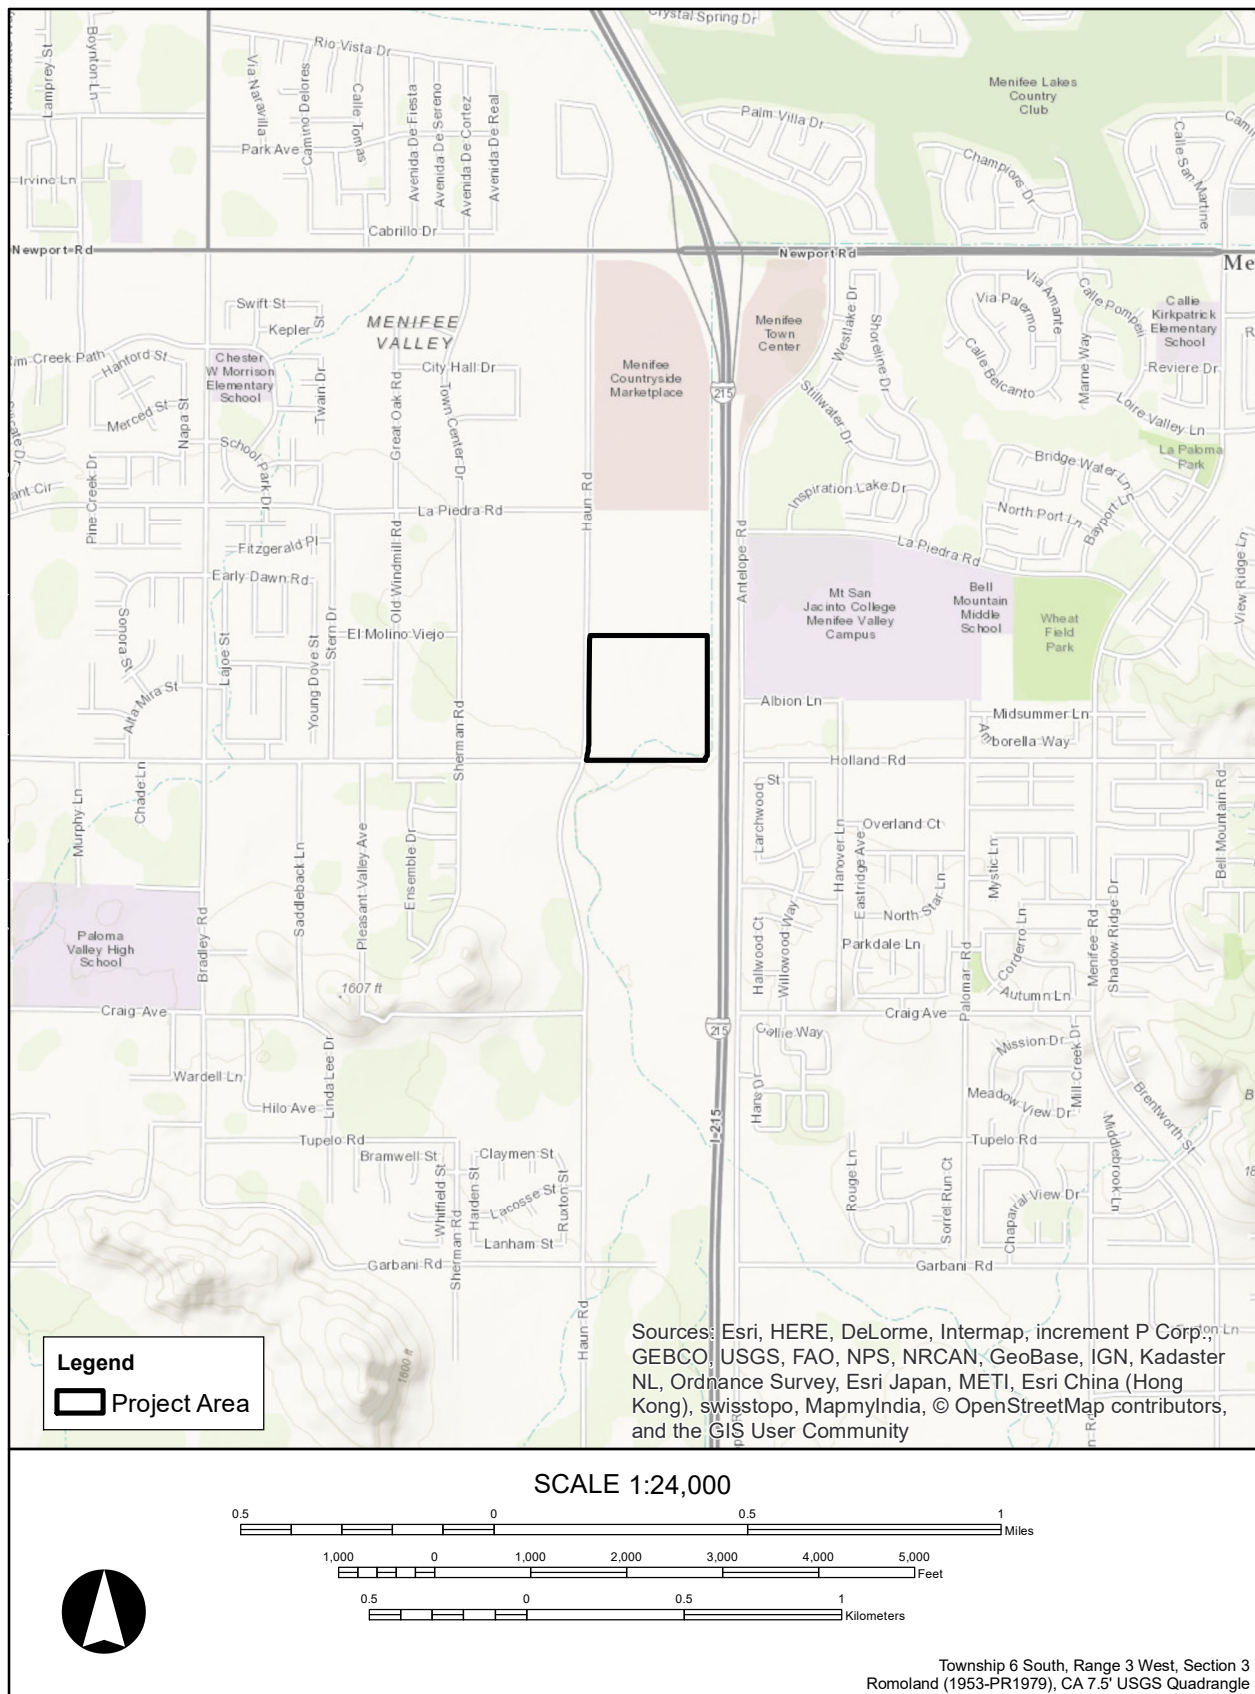 Crystal Spring Dr
Lamprey St
Boynton Ln
Rio Vista Dr
Via Naravilla
Camino Delores
Calle Tomas
Avenida De Fiesta
Avenida De Sereno
Avenida De Cortez
Avenida De Real
Park Ave
Irvine Ln
Cabrillo Dr
Menifee Lakes
Country
Club
Palm Villa Dr
Champions Dr
Calle San Martine
Newport Rd
Newport Rd
Me
Swift St
Kepler St
MENIFEE
VALLEY
Menifee
Town
Center
Westlake Dr
Shoreline Dr
Via Palermo
Via Amante
Calle Pompeii
Callie
Kirkpatrick
Elementary
School
Hanford St
Chester
W Morrison
Elementary
School
City Hall Dr
Menifee
Countryside
Marketplace
215
Calle Belcanto
Marne Way
Reviere Dr
R
Merced St
Napa St
Twain Dr
Great Oak Rd
Town Center Dr
Stillwater Dr
Loire Valley Ln
La Paloma
Park
Pine Creek Dr
School Park Dr
Haun Rd
Bridge Water Ln
Inspiration Lake Dr
North Port Ln
Bayport Ln
La Piedra Rd
Fitzgerald Pl
Old Windmill Rd
Antelope Rd
La Piedra Rd
View Ridge Ln
Early Dawn Rd
Mt San
Jacinto College
Menifee Valley
Campus
Bell
Mountain
Middle
School
Wheat
Field
Park
Sonora St
Lajoe St
Young Dove St
Stern Dr
El Molino Viejo
Alta Mira St
Sherman Rd
Albion Ln
Midsummer Ln
Amborella Way
Holland Rd
Murphy Ln
Chade Ln
Larchwood St
Bell Mountain Rd
Saddleback Ln
Pleasant Valley Ave
Ensemble Dr
Hanover Ln
Overland Ct
Eastridge Ave
Mystic Ln
North Star Ln
Paloma
Valley High
School
Bradley Rd
Hallwood Ct
Willowood Way
Parkdale Ln
Palomar Rd
Corderro Ln
Menifee Rd
Shadow Ridge Dr
1607 ft
Autumn Ln
Craig Ave
Craig Ave
215
Collie Way
Mission Dr
Mill Creek Dr
Linda Lee Dr
Wardell Ln
Hilo Ave
Hans Dr
Meadow View Dr
Brentworth St
B
I-215
Tupelo Rd
Tupelo Rd
Bramwell St
Claymen St
Middlebrook Ln
Whitfield St
Harden St
Lacosse St
Ruxton St
Rouge Ln
Sorrel Run Ct
Chaparral View Dr
Lanham St
Sherman Rd
Garbani Rd
Garbani Rd
Haun Rd
1600 ft
Legend
Project Area
Sources: Esri, HERE, DeLorme, Intermap, increment P Corp.,
GEBCO, USGS, FAO, NPS, NRCAN, GeoBase, IGN, Kadaster
NL, Ordnance Survey, Esri Japan, METI, Esri China (Hong
Kong), swisstopo, MapmyIndia, © OpenStreetMap contributors,
and the GIS User Community
SCALE 1:24,000
0.5 0 0.5 1
Miles
1,000 0 1,000 2,000 3,000 4,000 5,000
Feet
0.5 0 0.5 1
Kilometers
Township 6 South, Range 3 West, Section 3
Romoland (1953-PR1979), CA 7.5' USGS Quadrangle